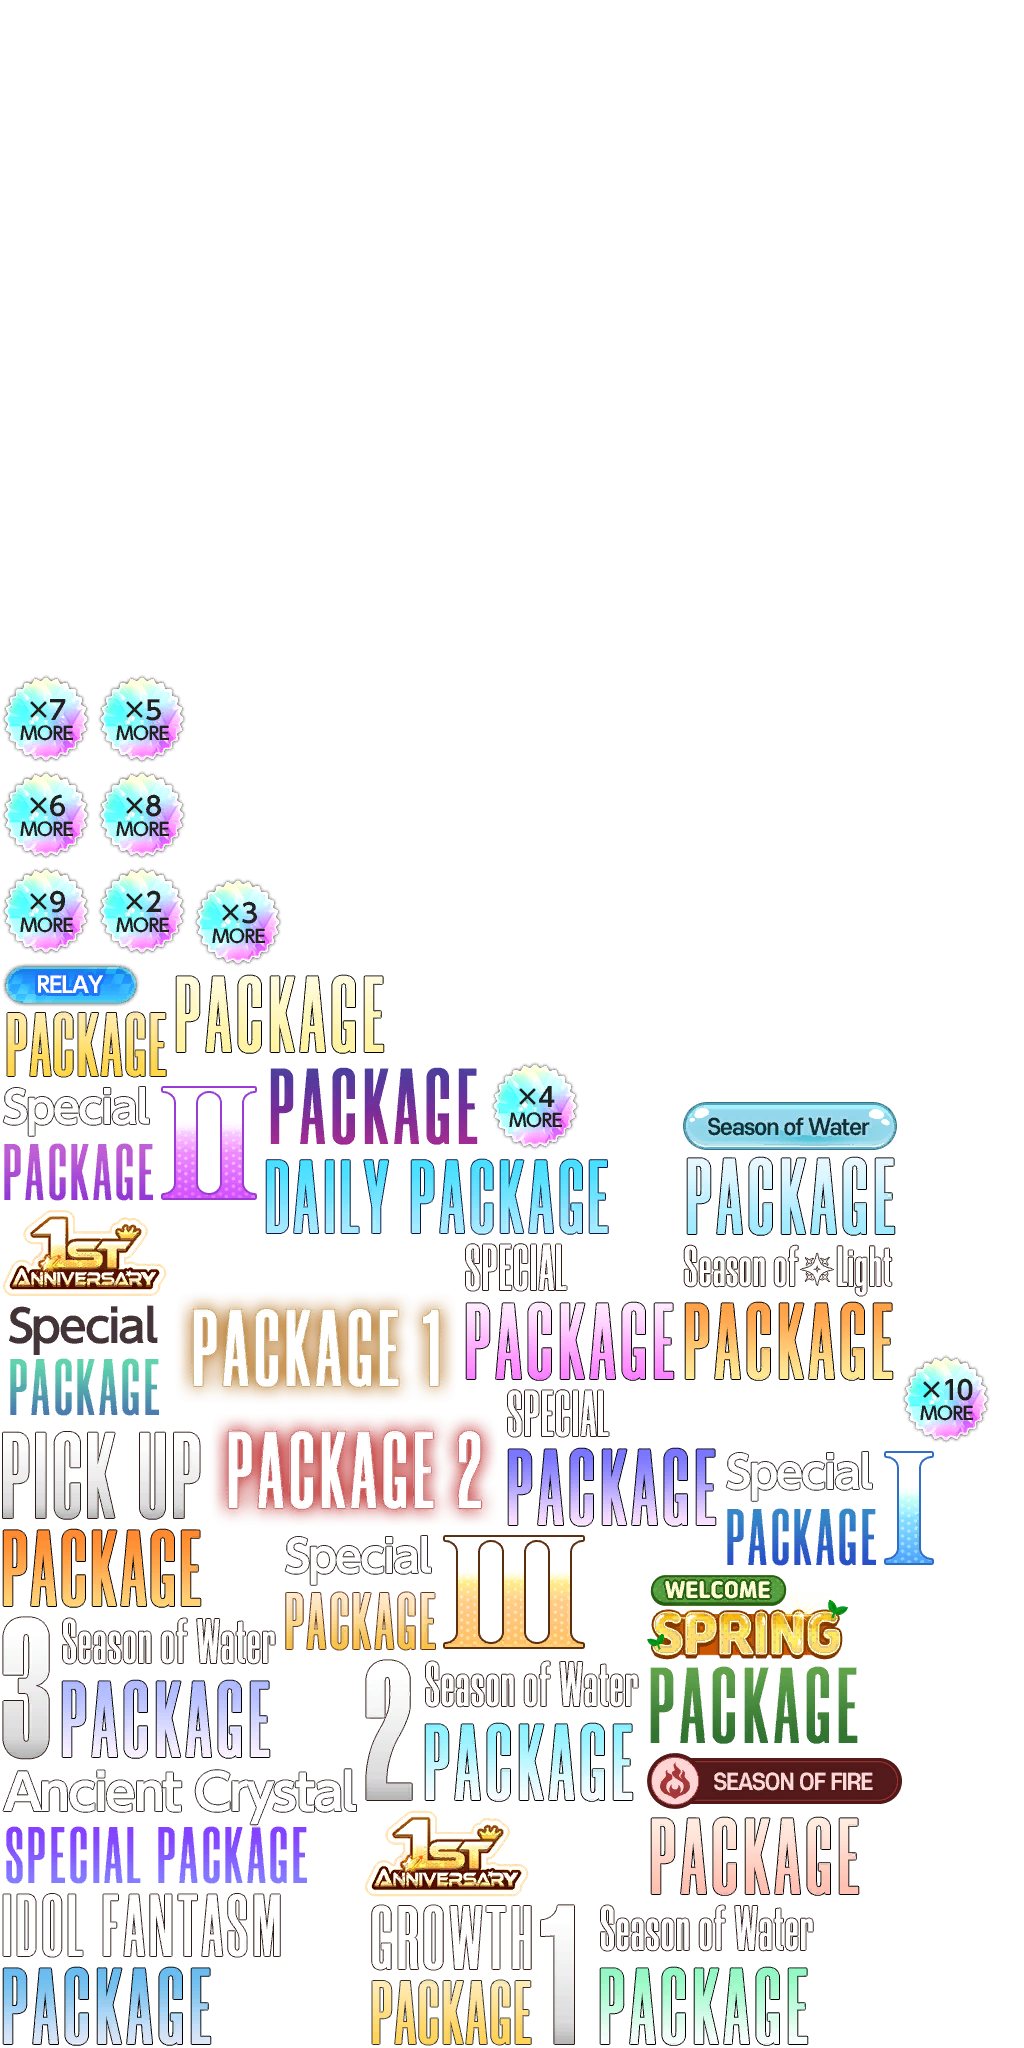 ×7
MORE
×5
MORE
×6
MORE
×8
MORE
×9
MORE
×2
MORE
×3
MORE
RELAY
PACKAGE
PACKAGE
Special
PACKAGE
II
PACKAGE
×4
MORE
DAILY PACKAGE
Season of Water
PACKAGE
1ST
ANNIVERSARY
Special
PACKAGE
PACKAGE 1
SPECIAL
PACKAGE
Season of Light
PACKAGE
×10
MORE
PICK UP
PACKAGE
PACKAGE 2
SPECIAL
PACKAGE
Special
PACKAGE
I
Special
PACKAGE
III
WELCOME
SPRING
PACKAGE
3
Season of Water
PACKAGE
2
Season of Water
PACKAGE
SEASON OF FIRE
PACKAGE
Ancient Crystal
SPECIAL PACKAGE
1ST
ANNIVERSARY
GROWTH
PACKAGE
1
Season of Water
PACKAGE
IDOL FANTASM
PACKAGE